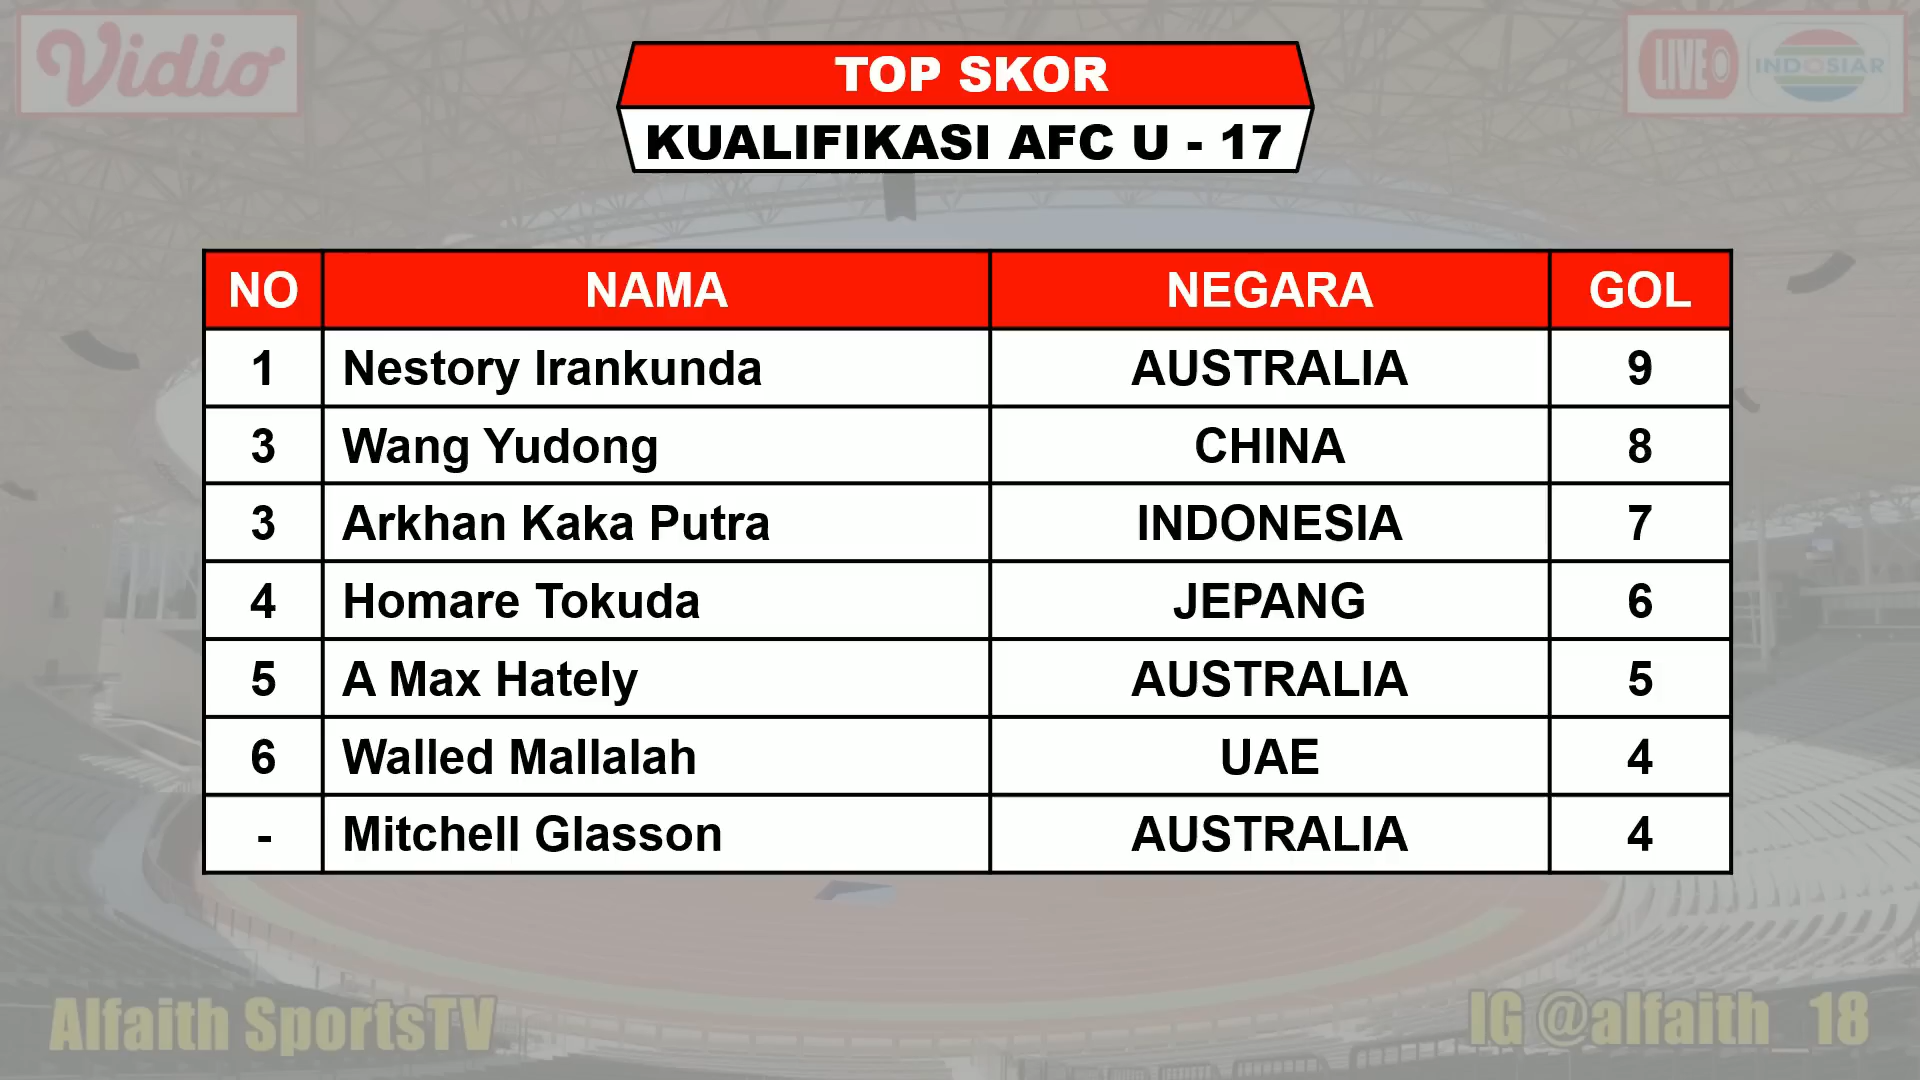 Vidio
LIVE INDOSIAR
TOP SKOR
KUALIFIKASI AFC U - 17
NO NAMA NEGARA GOL
1 Nestory Irankunda AUSTRALIA 9
3 Wang Yudong CHINA 8
3 Arkhan Kaka Putra INDONESIA 7
4 Homare Tokuda JEPANG 6
5 A Max Hately AUSTRALIA 5
6 Walled Mallalah UAE 4
- Mitchell Glasson AUSTRALIA 4
Alfaith SportsTV
IG @alfaith_18